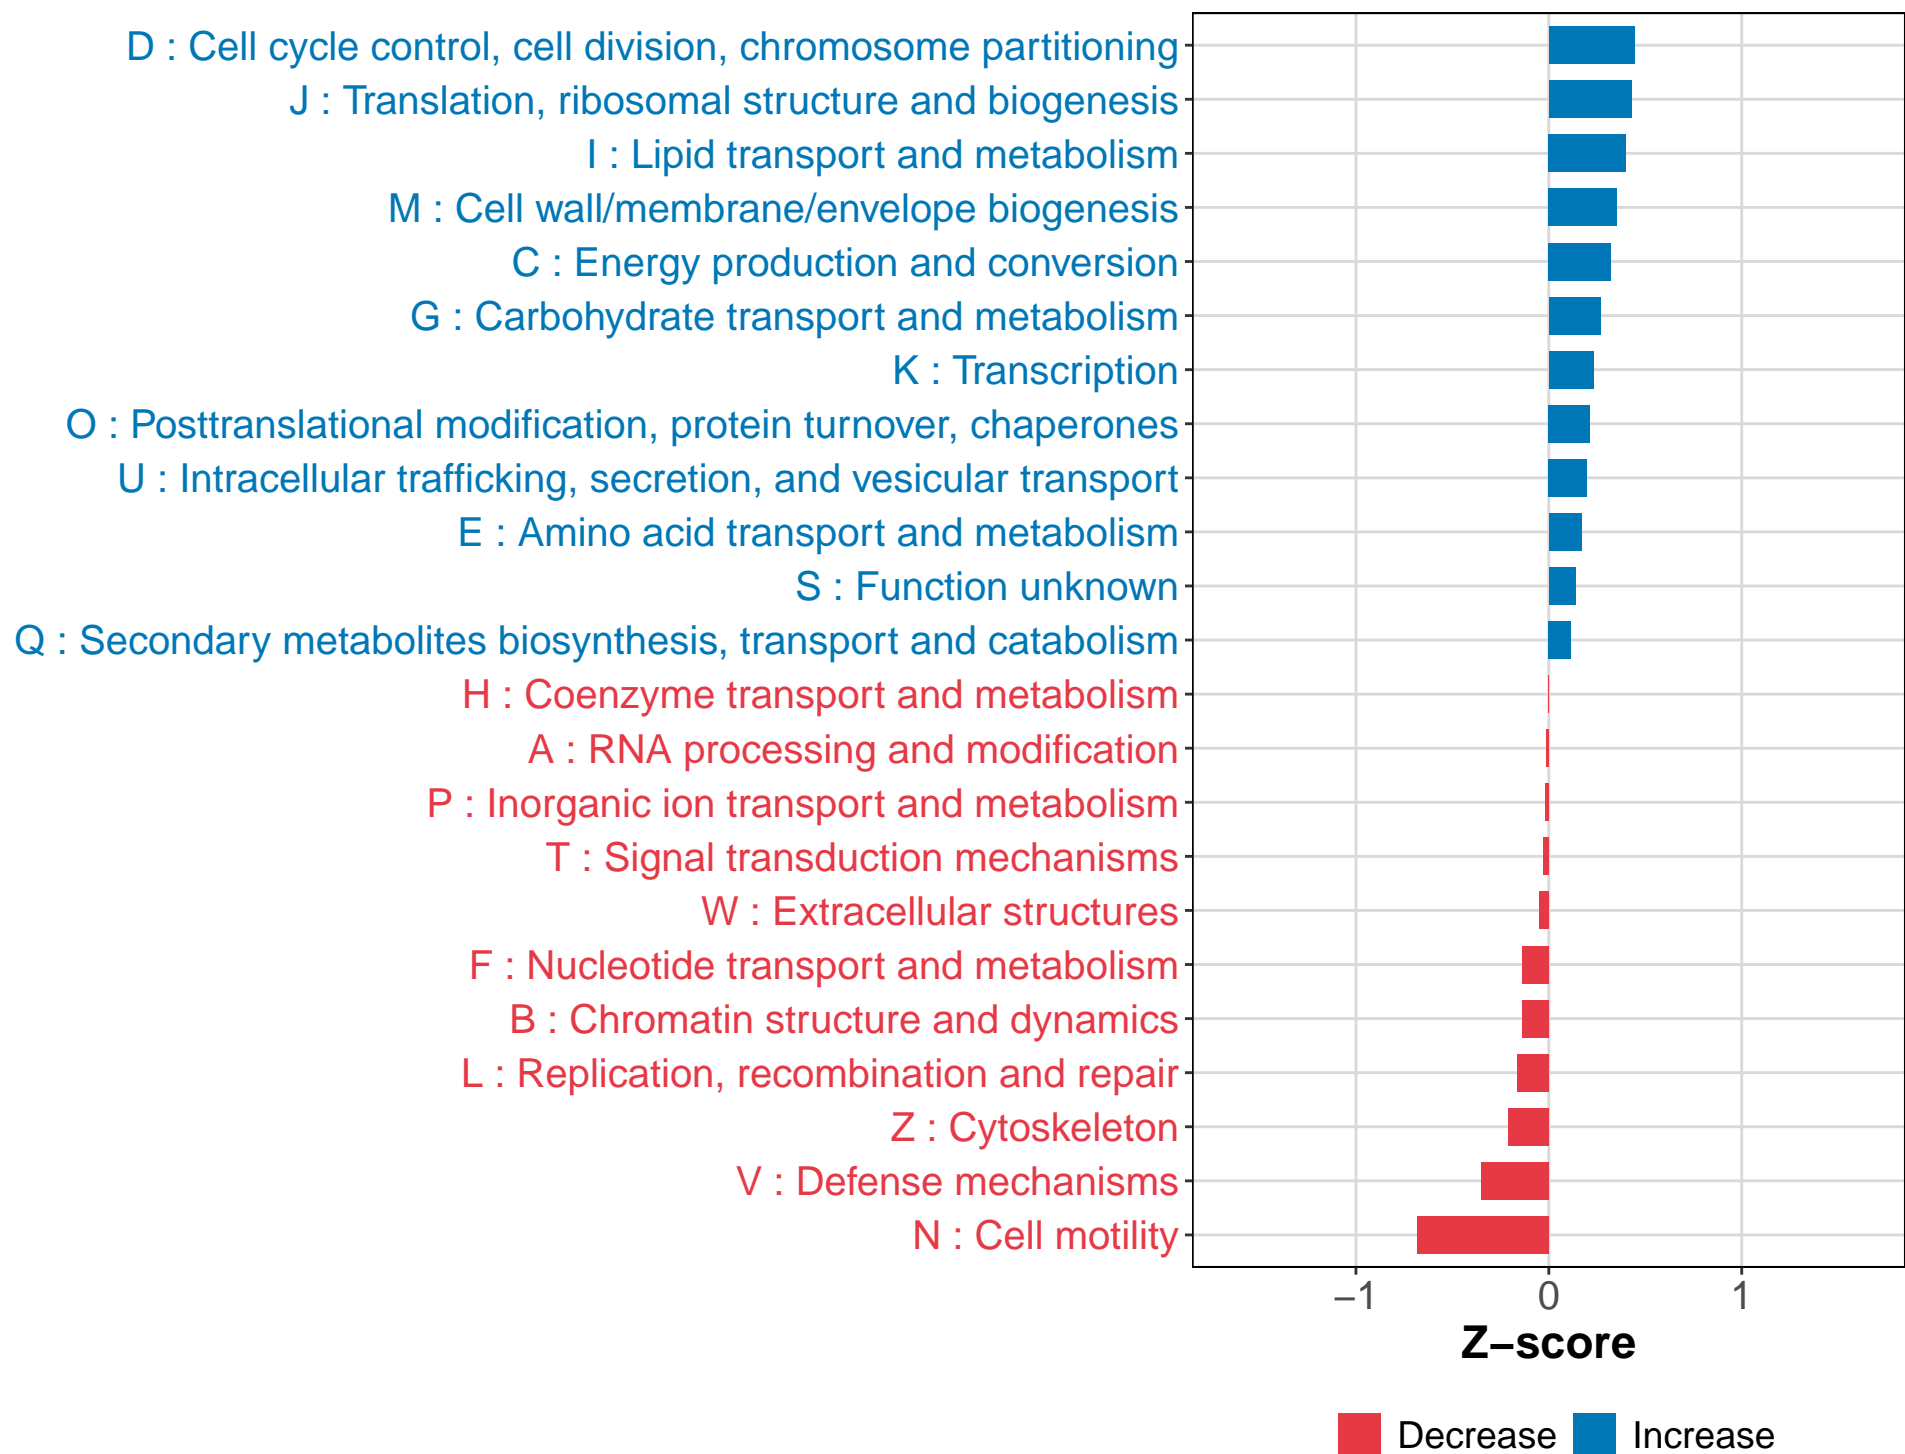 D : Cell cycle control, cell division, chromosome partitioning
J : Translation, ribosomal structure and biogenesis
I : Lipid transport and metabolism
M : Cell wall/membrane/envelope biogenesis
C : Energy production and conversion
G : Carbohydrate transport and metabolism
K : Transcription
O : Posttranslational modification, protein turnover, chaperones
U : Intracellular trafficking, secretion, and vesicular transport
E : Amino acid transport and metabolism
S : Function unknown
Q : Secondary metabolites biosynthesis, transport and catabolism
H : Coenzyme transport and metabolism
A : RNA processing and modification
P : Inorganic ion transport and metabolism
T : Signal transduction mechanisms
W : Extracellular structures
F : Nucleotide transport and metabolism
B : Chromatin structure and dynamics
L : Replication, recombination and repair
Z : Cytoskeleton
V : Defense mechanisms
N : Cell motility
−1 0 1
Z−score
Decrease Increase